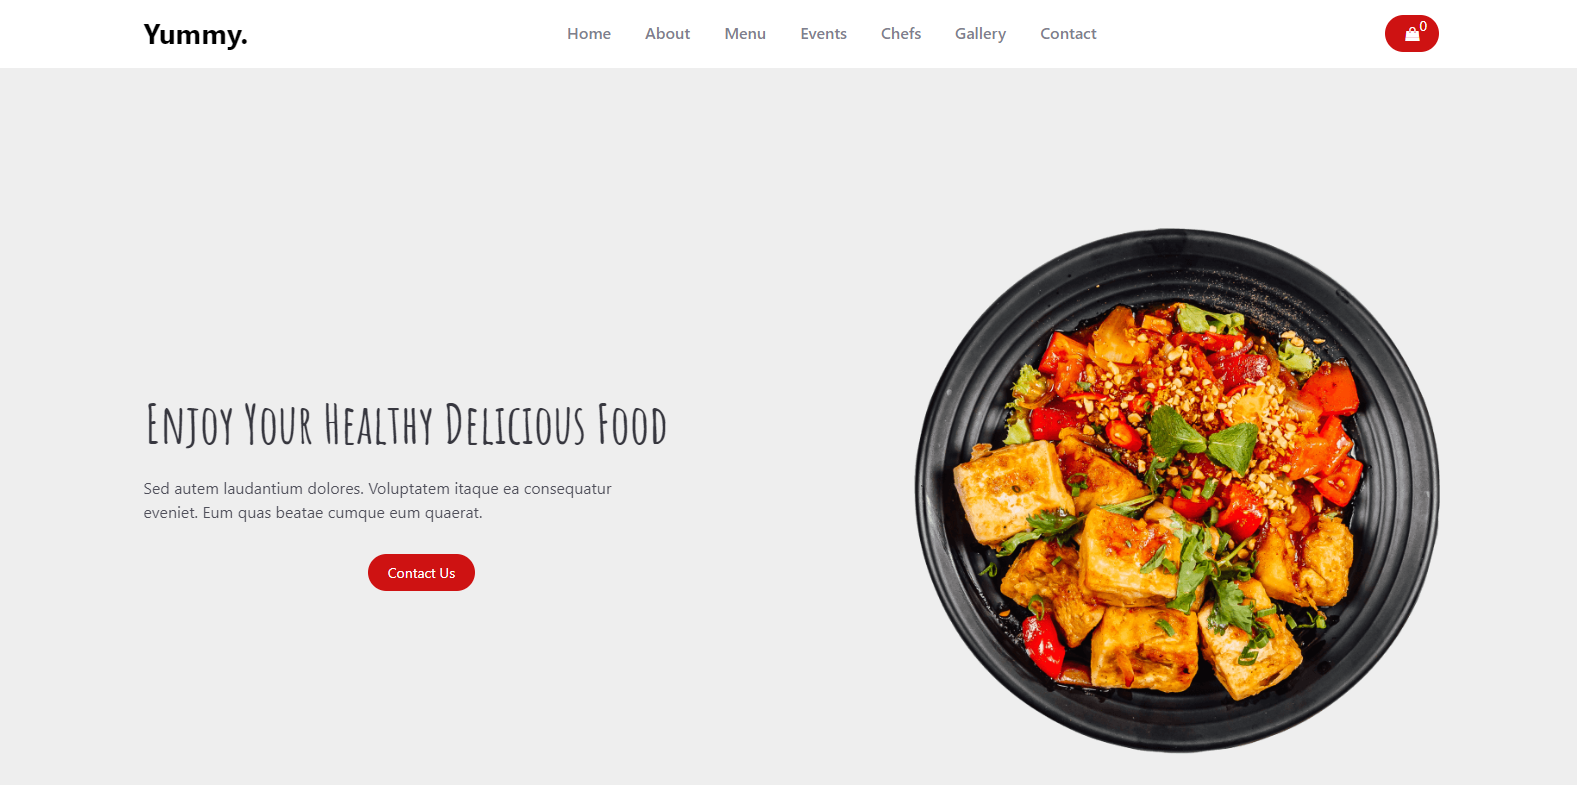 Yummy.
Home About Menu Events Chefs Gallery Contact
0
Enjoy Your Healthy Delicious Food
Sed autem laudantium dolores. Voluptatem itaque ea consequatur
eveniet. Eum quas beatae cumque eum quaerat.
Contact Us